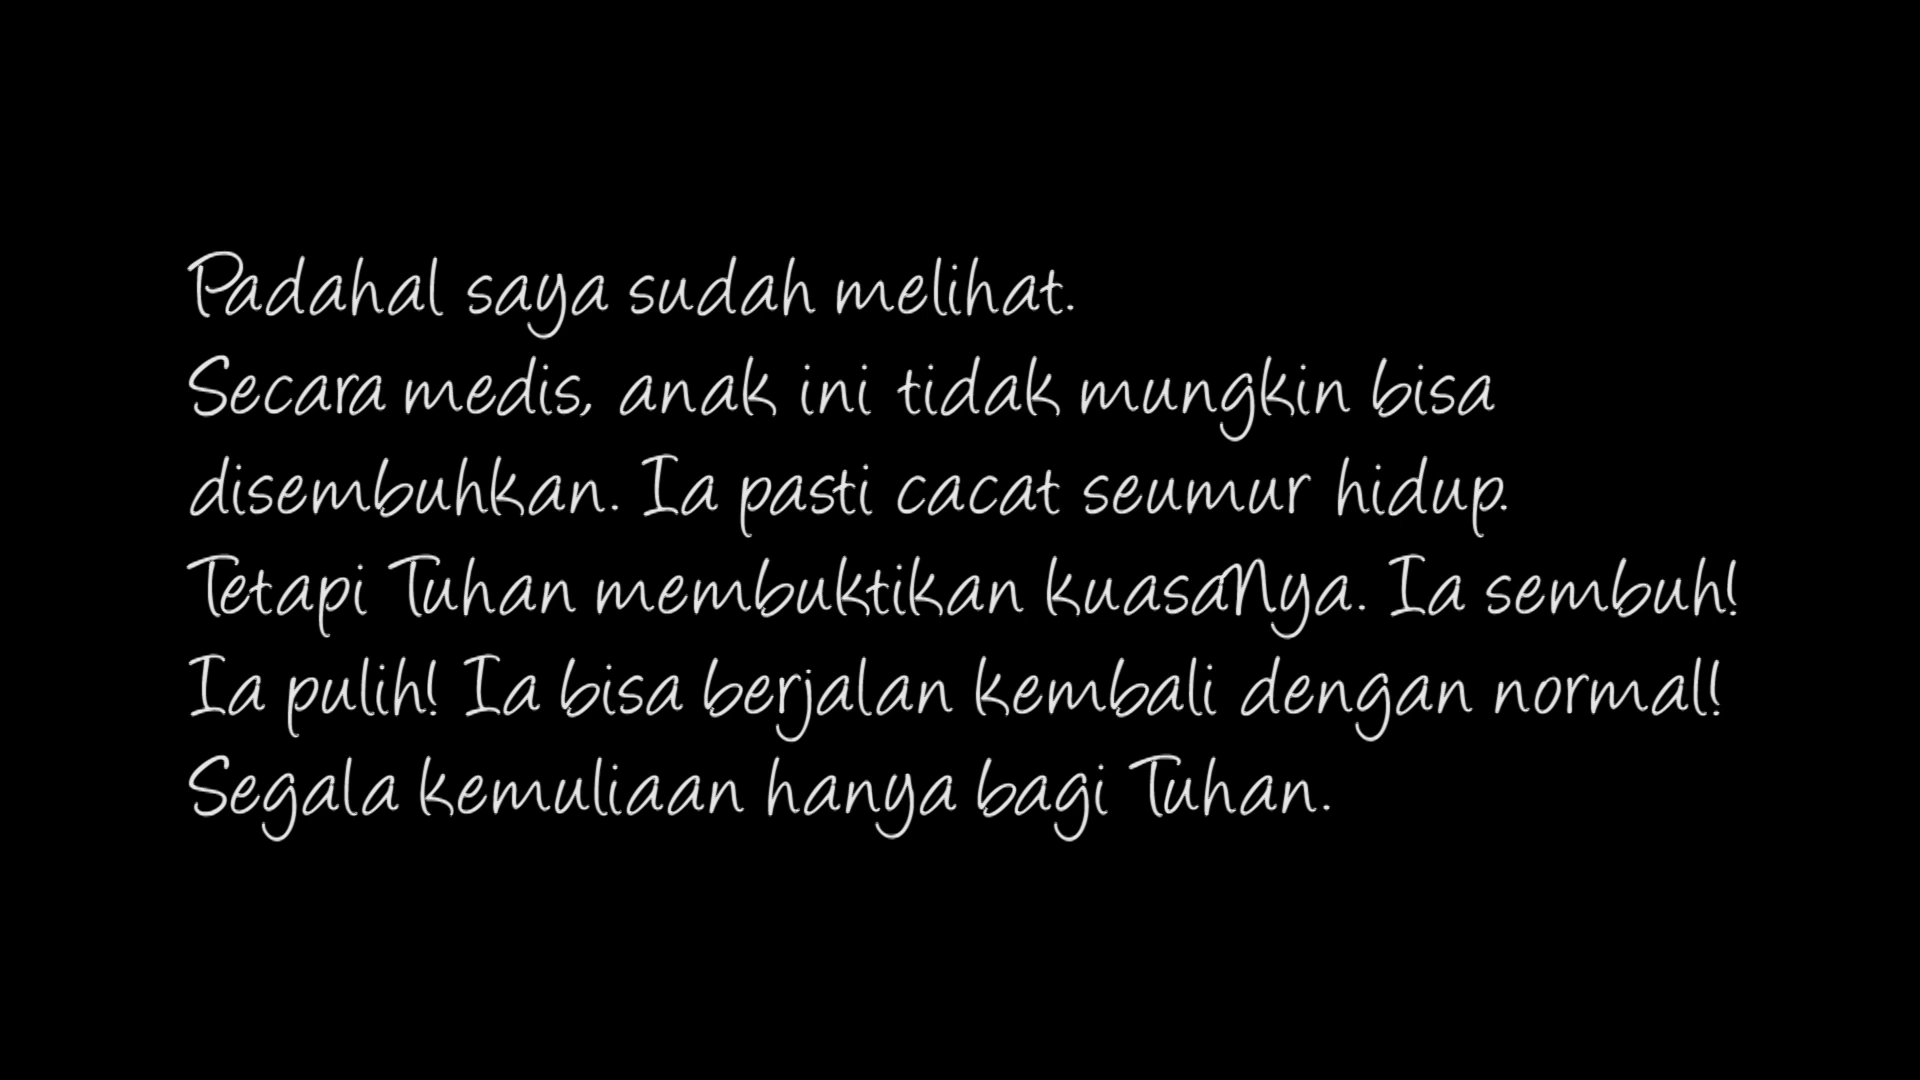 Padahal saya sudah melihat.
Secara medis, anak ini tidak mungkin bisa
disembuhkan. Ia pasti cacat seumur hidup.
Tetapi Tuhan membuktikan kuasaNya. Ia sembuh!
Ia pulih! Ia bisa berjalan kembali dengan normal!
Segala kemuliaan hanya bagi Tuhan.